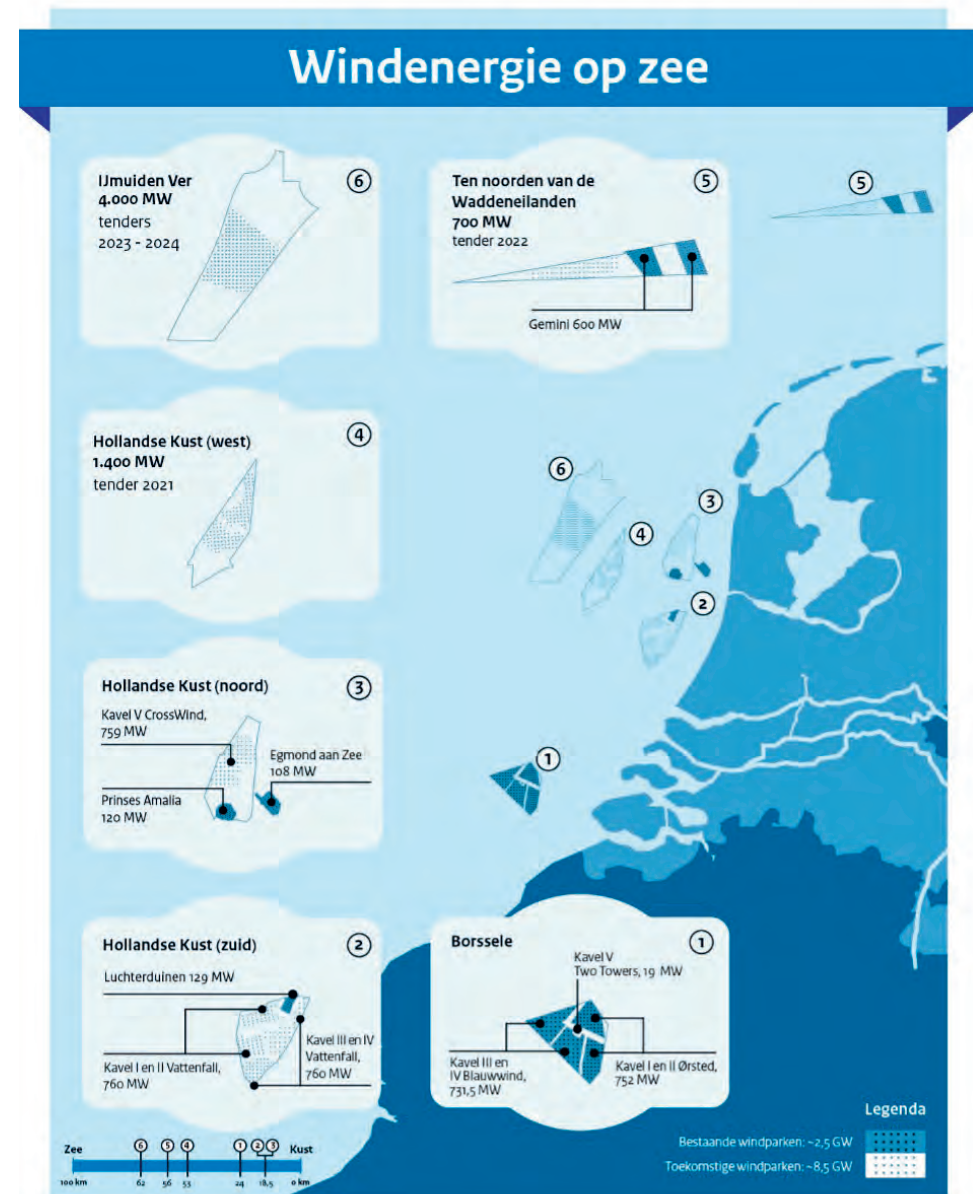 Windenergie op zee
IJmuiden Ver
4.000 MW
tenders
2023 - 2024
6
Ten noorden van de
Waddeneilanden
700 MW
tender 2022
5
Gemini 600 MW
5
Hollandse Kust (west)
1.400 MW
tender 2021
4
6
3
4
2
1
Hollandse Kust (noord)
3
Kavel V CrossWind,
759 MW
Egmond aan Zee
108 MW
Prinses Amalia
120 MW
Hollandse Kust (zuid)
2
Luchterduinen 129 MW
Kavel I en II Vattenfall,
760 MW
Kavel III en IV
Vattenfall,
760 MW
Borssele
1
Kavel V
Two Towers, 19 MW
Kavel III en
IV Blauwwind,
731,5 MW
Kavel I en II Ørsted,
752 MW
Legenda
Bestaande windparken: ~2,5 GW
Toekomstige windparken: ~8,5 GW
Zee
6 5 4 1 2 3
Kust
100 km 62 56 53 24 18,5 0 km